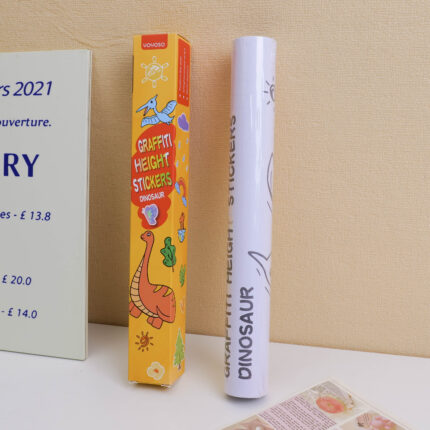 rs 2021
ouverture.
RY
es - £ 13.8
£ 20.0
- £ 14.0
YOYOSO
GRAFFITI
HEIGHT
STICKERS
DINOSAUR
GRAFFITI HEIGHT STICKERS
DINOSAUR